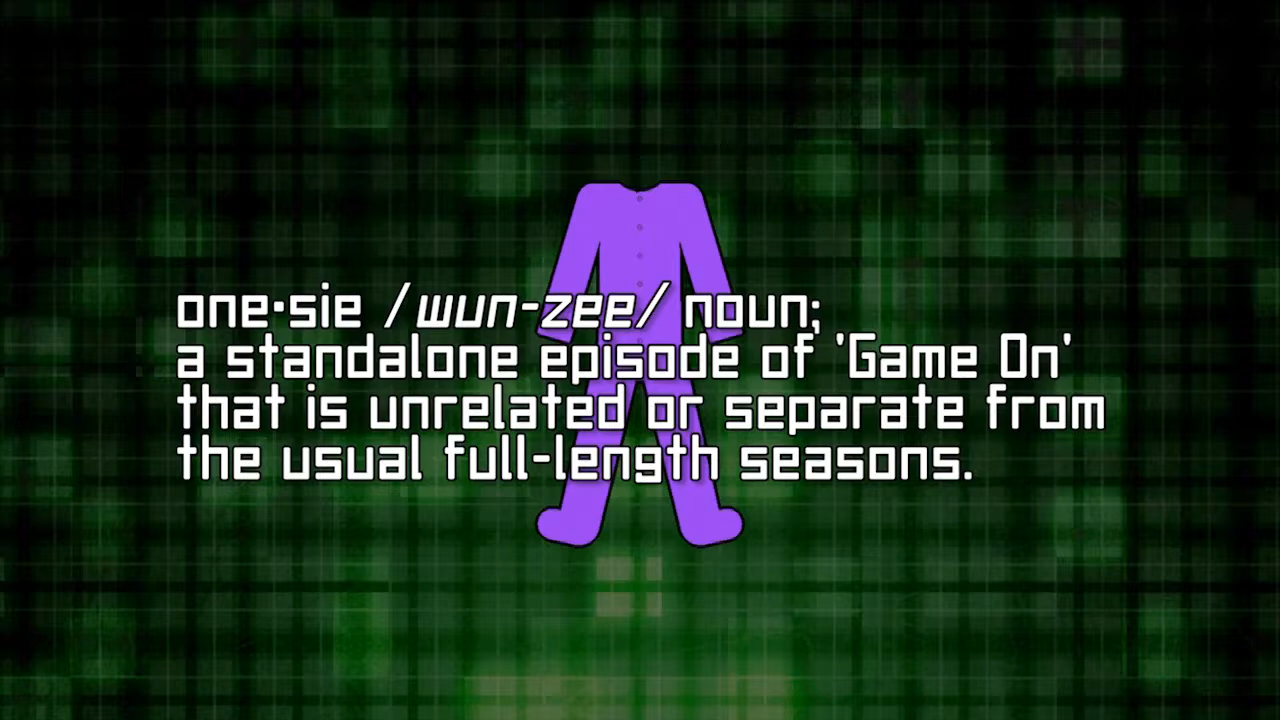 one·sie /wun-zee/ noun;
a standalone episode of 'Game On'
that is unrelated or separate from
the usual full-length seasons.